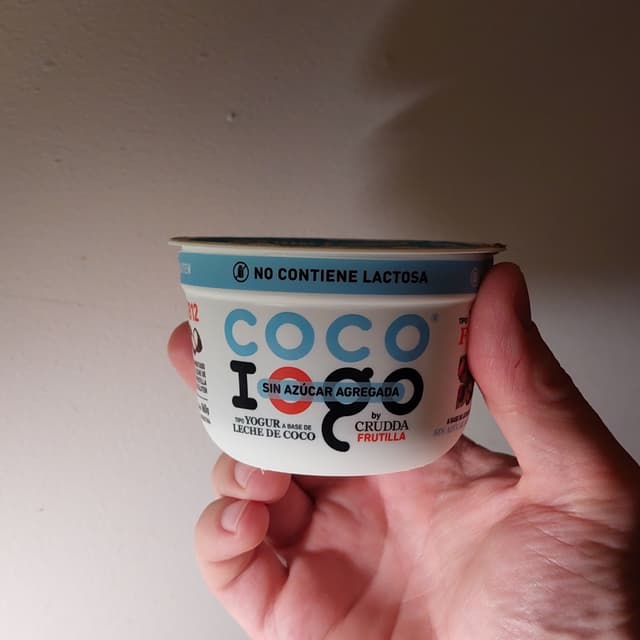 NO CONTIENE LACTOSA
COCO
IOGO
SIN AZÚCAR AGREGADA
TIPO YOGUR A BASE DE
LECHE DE COCO
by
CRUDDA
FRUTILLA